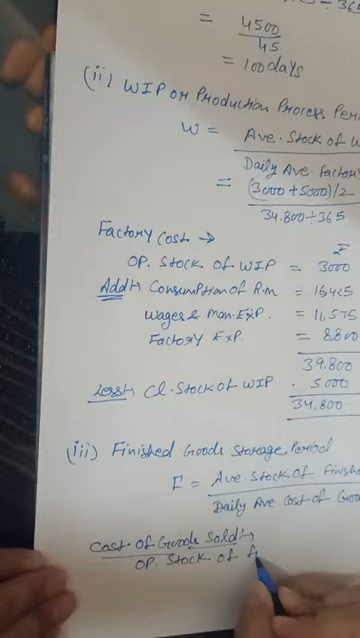 ÷ 365
= 4500
45
= 100 days
(ii) WIP or Production Process Peri
W = Ave. Stock of W
Daily Ave. Factory
= (3000 + 5000)/2
34,800 ÷ 365
Factory Cost →
₹
OP. Stock of WIP = 3000
Add:- Consumption of R.M = 16425
Wages & Man. EXP. = 11,575
Factory EXP. = 8800
39,800
Less:- Cl. Stock of WIP . 5000
34,800
(iii) Finished Goods Storage Period
F = Ave. Stock of Finishe
Daily Ave. Cost of Goo
Cost of Goods Sold:-
OP. Stock of f